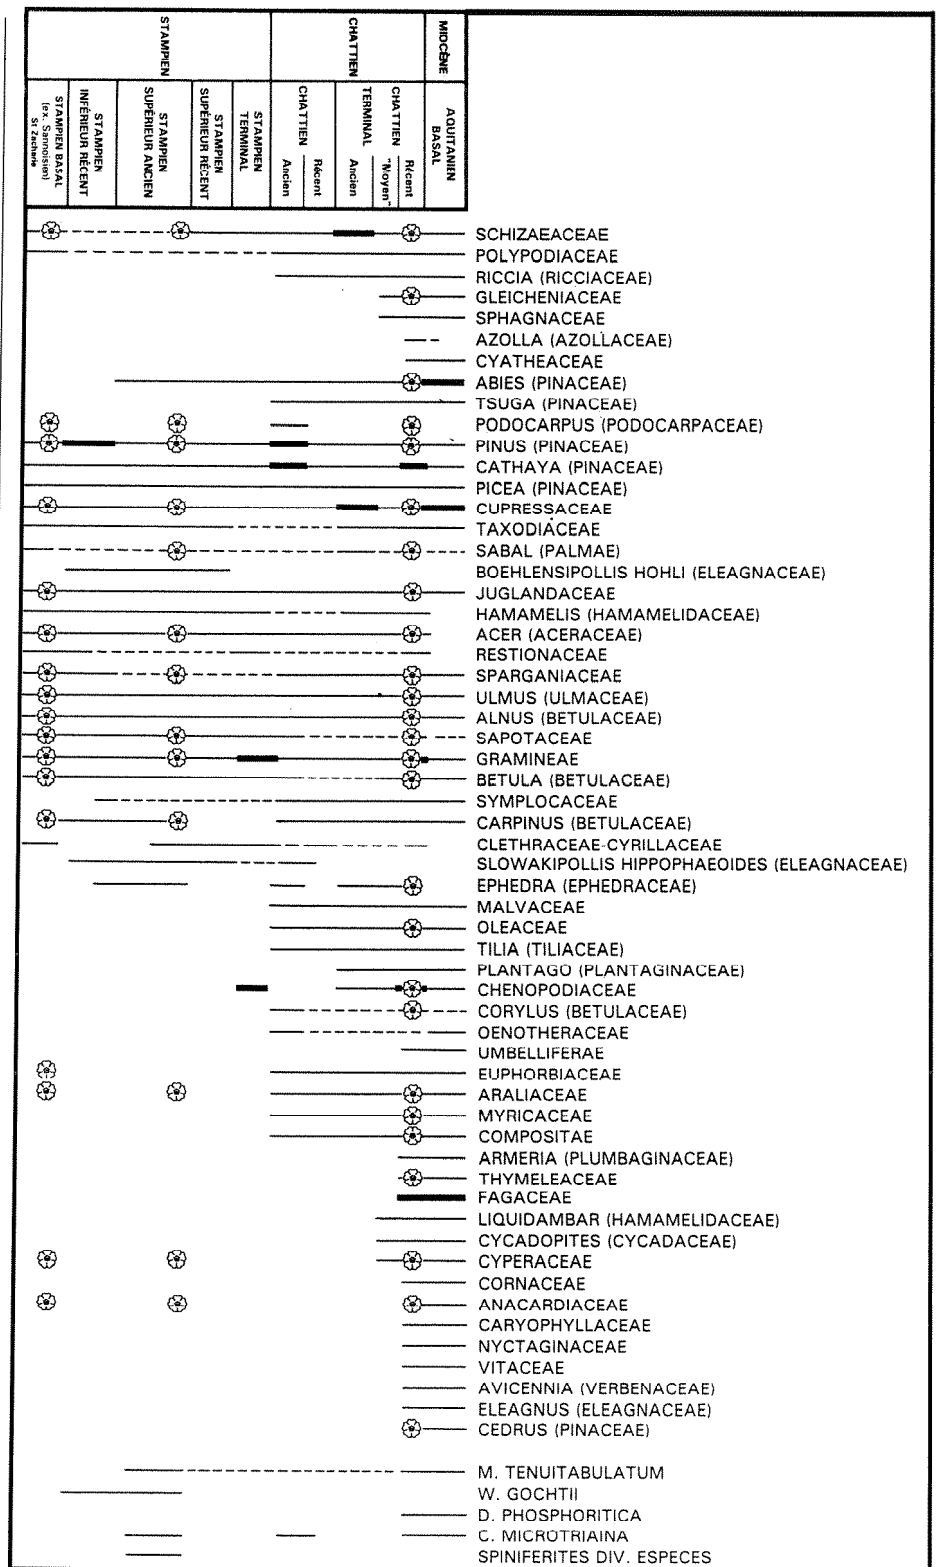 STAMPIEN
CHATTIEN
MIOCÈNE
STAMPIEN BASAL
(ex. Sannoisien)
St Zacharie
STAMPIEN
INFÉRIEUR RÉCENT
STAMPIEN
SUPÉRIEUR ANCIEN
STAMPIEN
SUPÉRIEUR RÉCENT
STAMPIEN
TERMINAL
CHATTIEN
Ancien
Récent
CHATTIEN
TERMINAL
Ancien
"Moyen"
Récent
AQUITANIEN
BASAL
SCHIZAEACEAE
POLYPODIACEAE
RICCIA (RICCIACEAE)
GLEICHENIACEAE
SPHAGNACEAE
AZOLLA (AZOLLACEAE)
CYATHEACEAE
ABIES (PINACEAE)
TSUGA (PINACEAE)
PODOCARPUS (PODOCARPACEAE)
PINUS (PINACEAE)
CATHAYA (PINACEAE)
PICEA (PINACEAE)
CUPRESSACEAE
TAXODIACEAE
SABAL (PALMAE)
BOEHLENSIPOLLIS HOHLI (ELEAGNACEAE)
JUGLANDACEAE
HAMAMELIS (HAMAMELIDACEAE)
ACER (ACERACEAE)
RESTIONACEAE
SPARGANIACEAE
ULMUS (ULMACEAE)
ALNUS (BETULACEAE)
SAPOTACEAE
GRAMINEAE
BETULA (BETULACEAE)
SYMPLOCACEAE
CARPINUS (BETULACEAE)
CLETHRACEAE-CYRILLACEAE
SLOWAKIPOLLIS HIPPOPHAEOIDES (ELEAGNACEAE)
EPHEDRA (EPHEDRACEAE)
MALVACEAE
OLEACEAE
TILIA (TILIACEAE)
PLANTAGO (PLANTAGINACEAE)
CHENOPODIACEAE
CORYLUS (BETULACEAE)
OENOTHERACEAE
UMBELLIFERAE
EUPHORBIACEAE
ARALIACEAE
MYRICACEAE
COMPOSITAE
ARMERIA (PLUMBAGINACEAE)
THYMELEACEAE
FAGACEAE
LIQUIDAMBAR (HAMAMELIDACEAE)
CYCADOPITES (CYCADACEAE)
CYPERACEAE
CORNACEAE
ANACARDIACEAE
CARYOPHYLLACEAE
NYCTAGINACEAE
VITACEAE
AVICENNIA (VERBENACEAE)
ELEAGNUS (ELEAGNACEAE)
CEDRUS (PINACEAE)
M. TENUITABULATUM
W. GOCHTII
D. PHOSPHORITICA
C. MICROTRIAINA
SPINIFERITES DIV. ESPECES